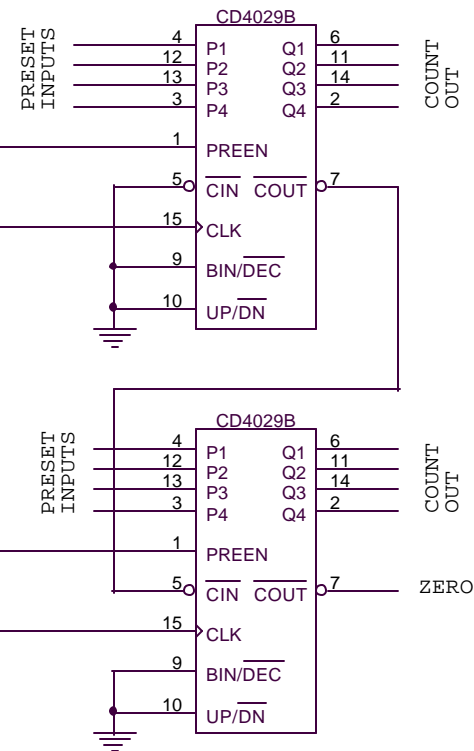 CD4029B
PRESET
INPUTS
4 P1 Q1 6
12 P2 Q2 11
13 P3 Q3 14
3 P4 Q4 2
COUNT
OUT
1 PREEN
5 CIN COUT 7
15 CLK
9 BIN/DEC
10 UP/DN
CD4029B
PRESET
INPUTS
4 P1 Q1 6
12 P2 Q2 11
13 P3 Q3 14
3 P4 Q4 2
COUNT
OUT
1 PREEN
5 CIN COUT 7 ZERO
15 CLK
9 BIN/DEC
10 UP/DN